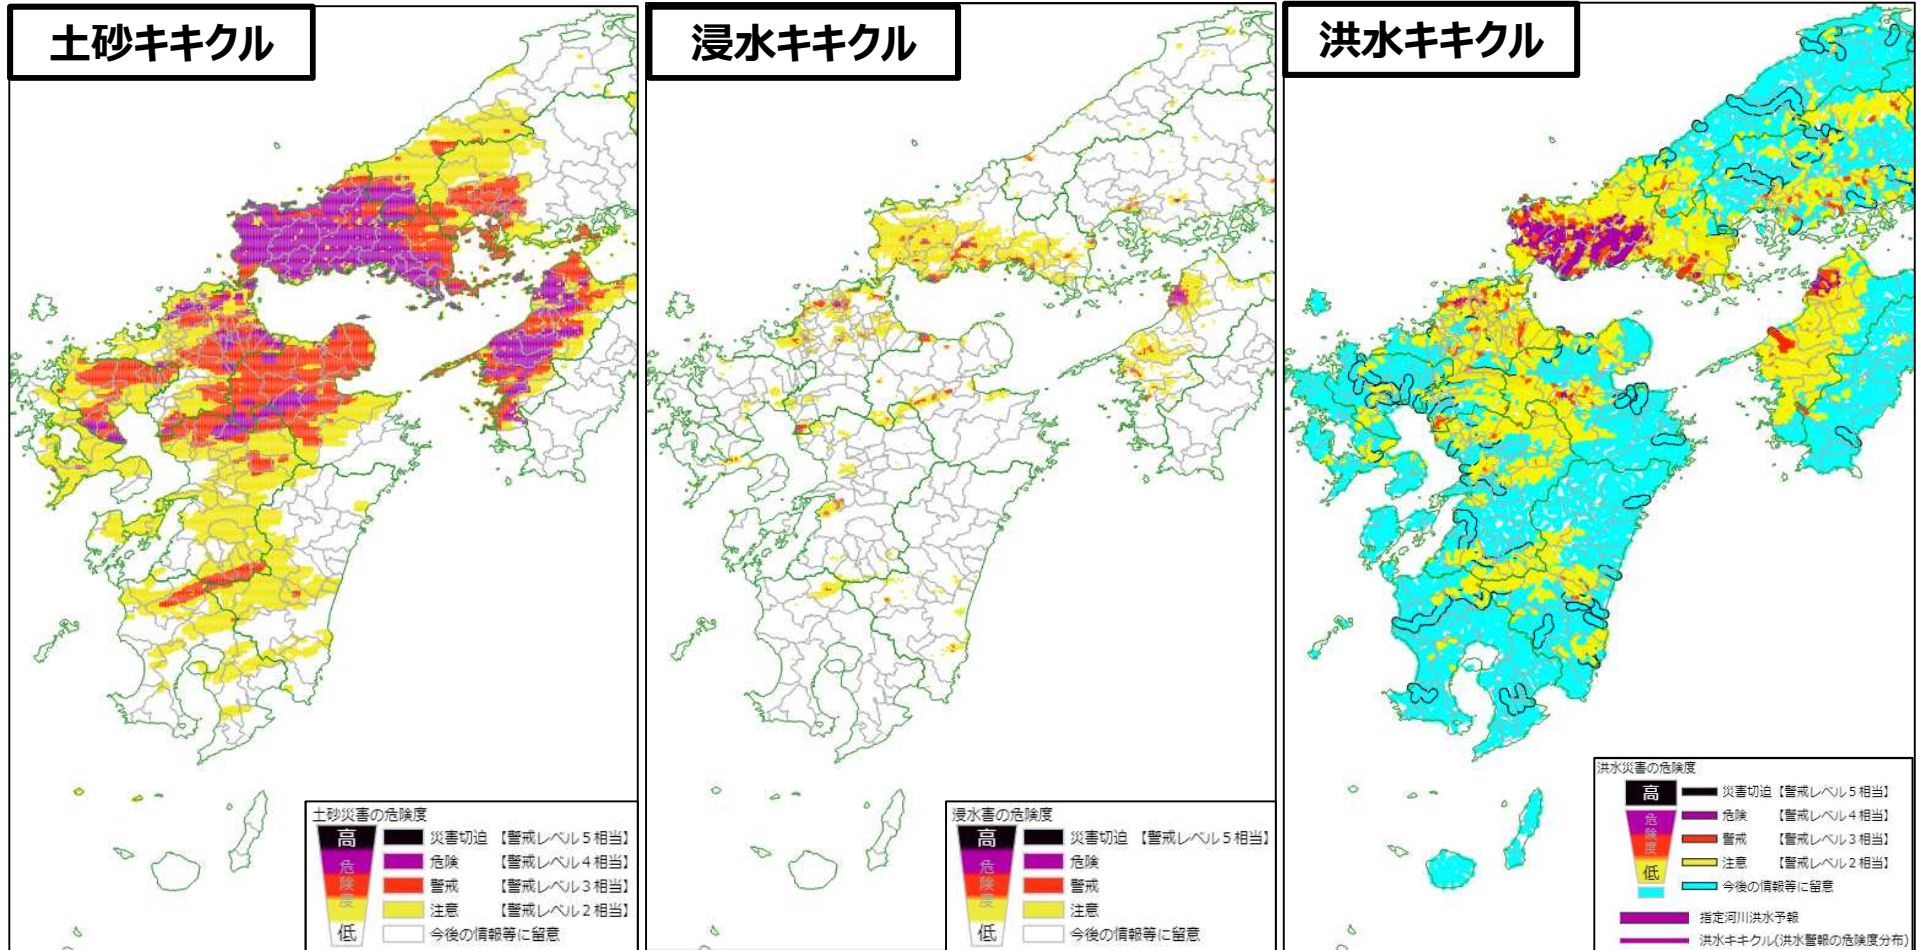 土砂キキクル
土砂災害の危険度
高
危険度
低
災害切迫 【警戒レベル5相当】
危険 【警戒レベル4相当】
警戒 【警戒レベル3相当】
注意 【警戒レベル2相当】
今後の情報等に留意
浸水キキクル
浸水害の危険度
高
危険度
低
災害切迫 【警戒レベル5相当】
危険
警戒
注意
今後の情報等に留意
洪水キキクル
洪水災害の危険度
高
危険度
低
災害切迫 【警戒レベル5相当】
危険 【警戒レベル4相当】
警戒 【警戒レベル3相当】
注意 【警戒レベル2相当】
今後の情報等に留意
指定河川洪水予報
洪水キキクル(洪水警報の危険度分布)